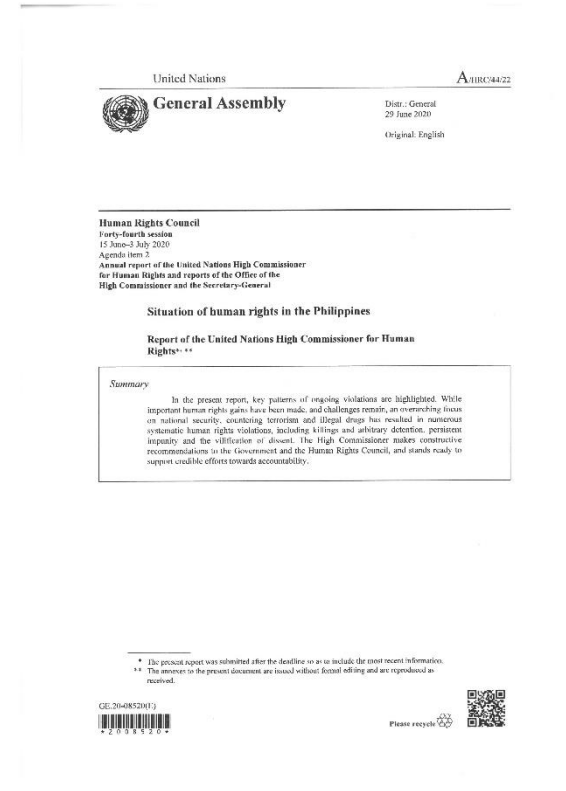 United Nations
A/HRC/44/22
General Assembly
Distr.: General
29 June 2020
Original: English
Human Rights Council
Forty-fourth session
15 June–3 July 2020
Agenda item 2
Annual report of the United Nations High Commissioner
for Human Rights and reports of the Office of the
High Commissioner and the Secretary-General
Situation of human rights in the Philippines
Report of the United Nations High Commissioner for Human
Rights*, **
Summary
In the present report, key patterns of ongoing violations are highlighted. While
important human rights gains have been made, and challenges remain, an overarching focus
on national security, countering terrorism and illegal drugs has resulted in numerous
systematic human rights violations, including killings and arbitrary detention, persistent
impunity and the vilification of dissent. The High Commissioner makes constructive
recommendations to the Government and the Human Rights Council, and stands ready to
support credible efforts towards accountability.
* The present report was submitted after the deadline so as to include the most recent information.
** The annexes to the present document are issued without formal editing and are reproduced as
received.
GE.20-08520(E)
*2008520*
Please recycle